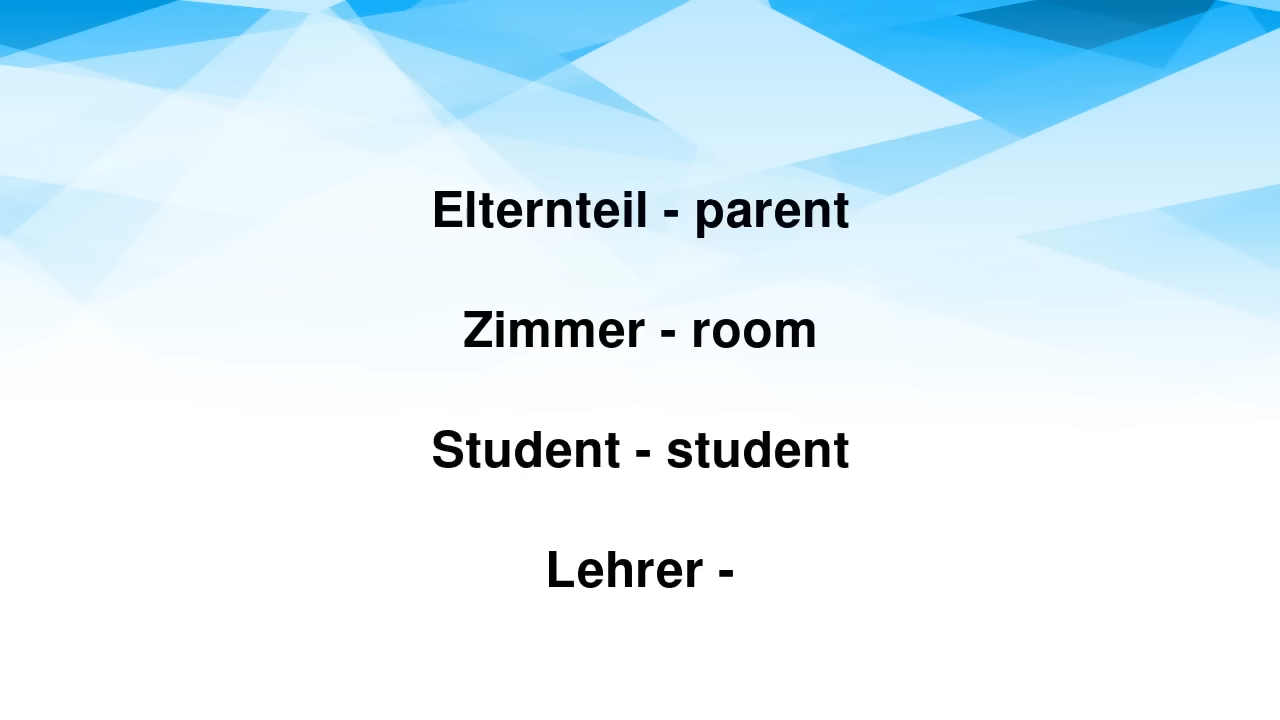 Elternteil - parent
Zimmer - room
Student - student
Lehrer -